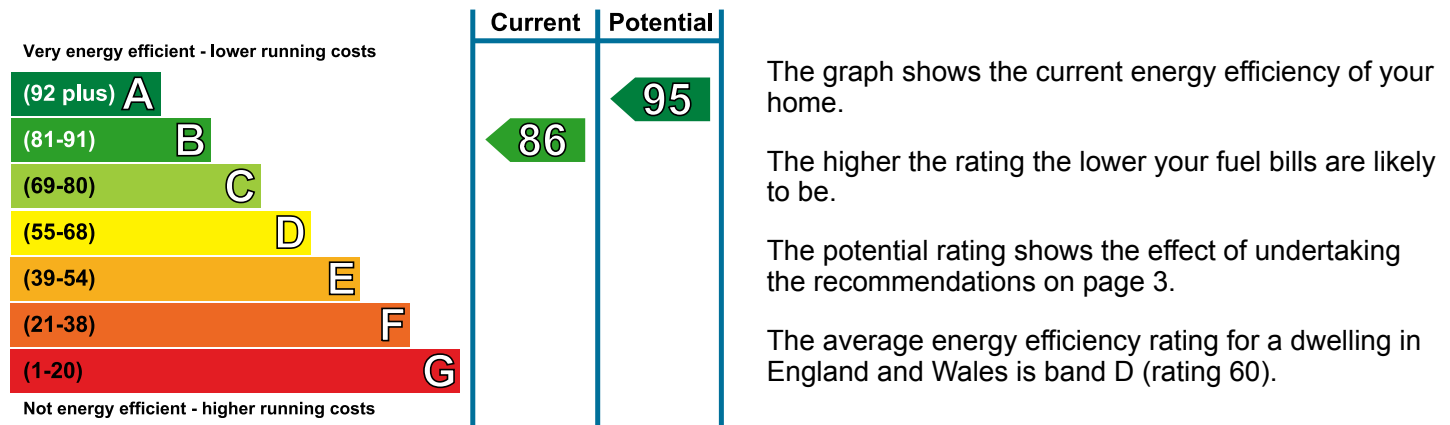 Current Potential
Very energy efficient - lower running costs
(92 plus) A
95
(81-91) B
86
(69-80) C
(55-68) D
(39-54) E
(21-38) F
(1-20) G
Not energy efficient - higher running costs
The graph shows the current energy efficiency of your
home.
The higher the rating the lower your fuel bills are likely
to be.
The potential rating shows the effect of undertaking
the recommendations on page 3.
The average energy efficiency rating for a dwelling in
England and Wales is band D (rating 60).